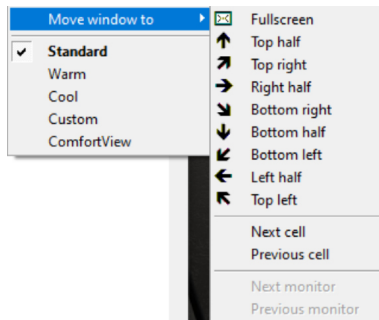 Move window to
Standard
Warm
Cool
Custom
ComfortView
Fullscreen
Top half
Top right
Right half
Bottom right
Bottom half
Bottom left
Left half
Top left
Next cell
Previous cell
Next monitor
Previous monitor